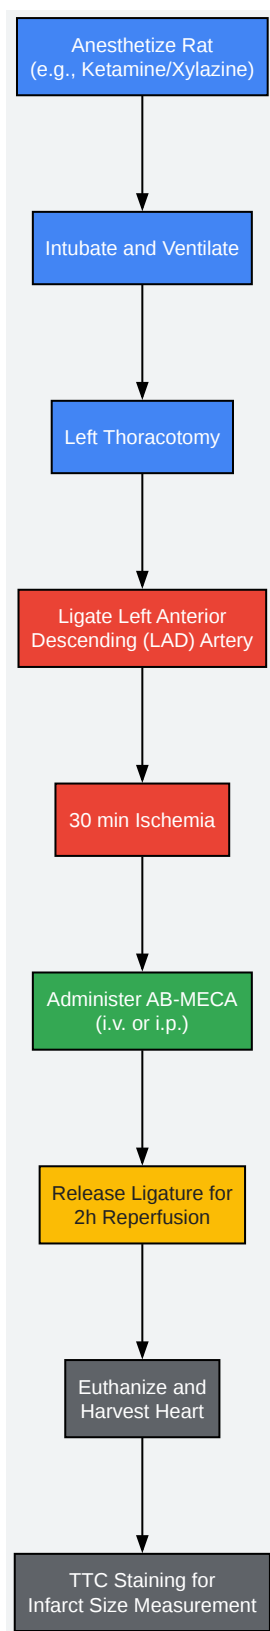 Anesthetize Rat
(e.g., Ketamine/Xylazine)
Intubate and Ventilate
Left Thoracotomy
Ligate Left Anterior
Descending (LAD) Artery
30 min Ischemia
Administer AB-MECA
(i.v. or i.p.)
Release Ligature for
2h Reperfusion
Euthanize and
Harvest Heart
TTC Staining for
Infarct Size Measurement